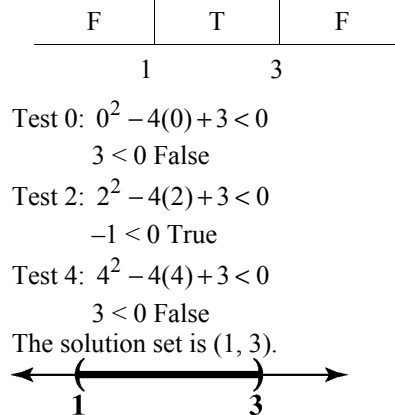 F T F
1 3
Test 0: 0² – 4(0) + 3 < 0
3 < 0 False
Test 2: 2² – 4(2) + 3 < 0
–1 < 0 True
Test 4: 4² – 4(4) + 3 < 0
3 < 0 False
The solution set is (1, 3).
( )
1 3